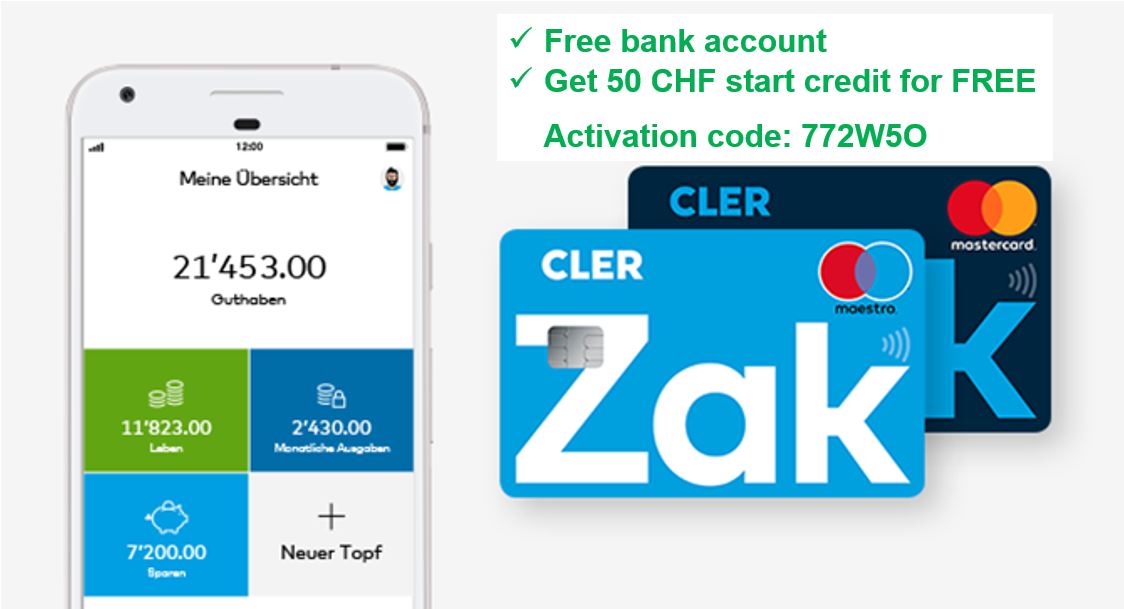 ✓ Free bank account
✓ Get 50 CHF start credit for FREE
Activation code: 772W5O
12:00
Meine Übersicht
21'453.00
Guthaben
11'823.00
Leben
2'430.00
Monatliche Ausgaben
7'200.00
Sparen
+
Neuer Topf
CLER
mastercard.
k
CLER
maestro.
Zak